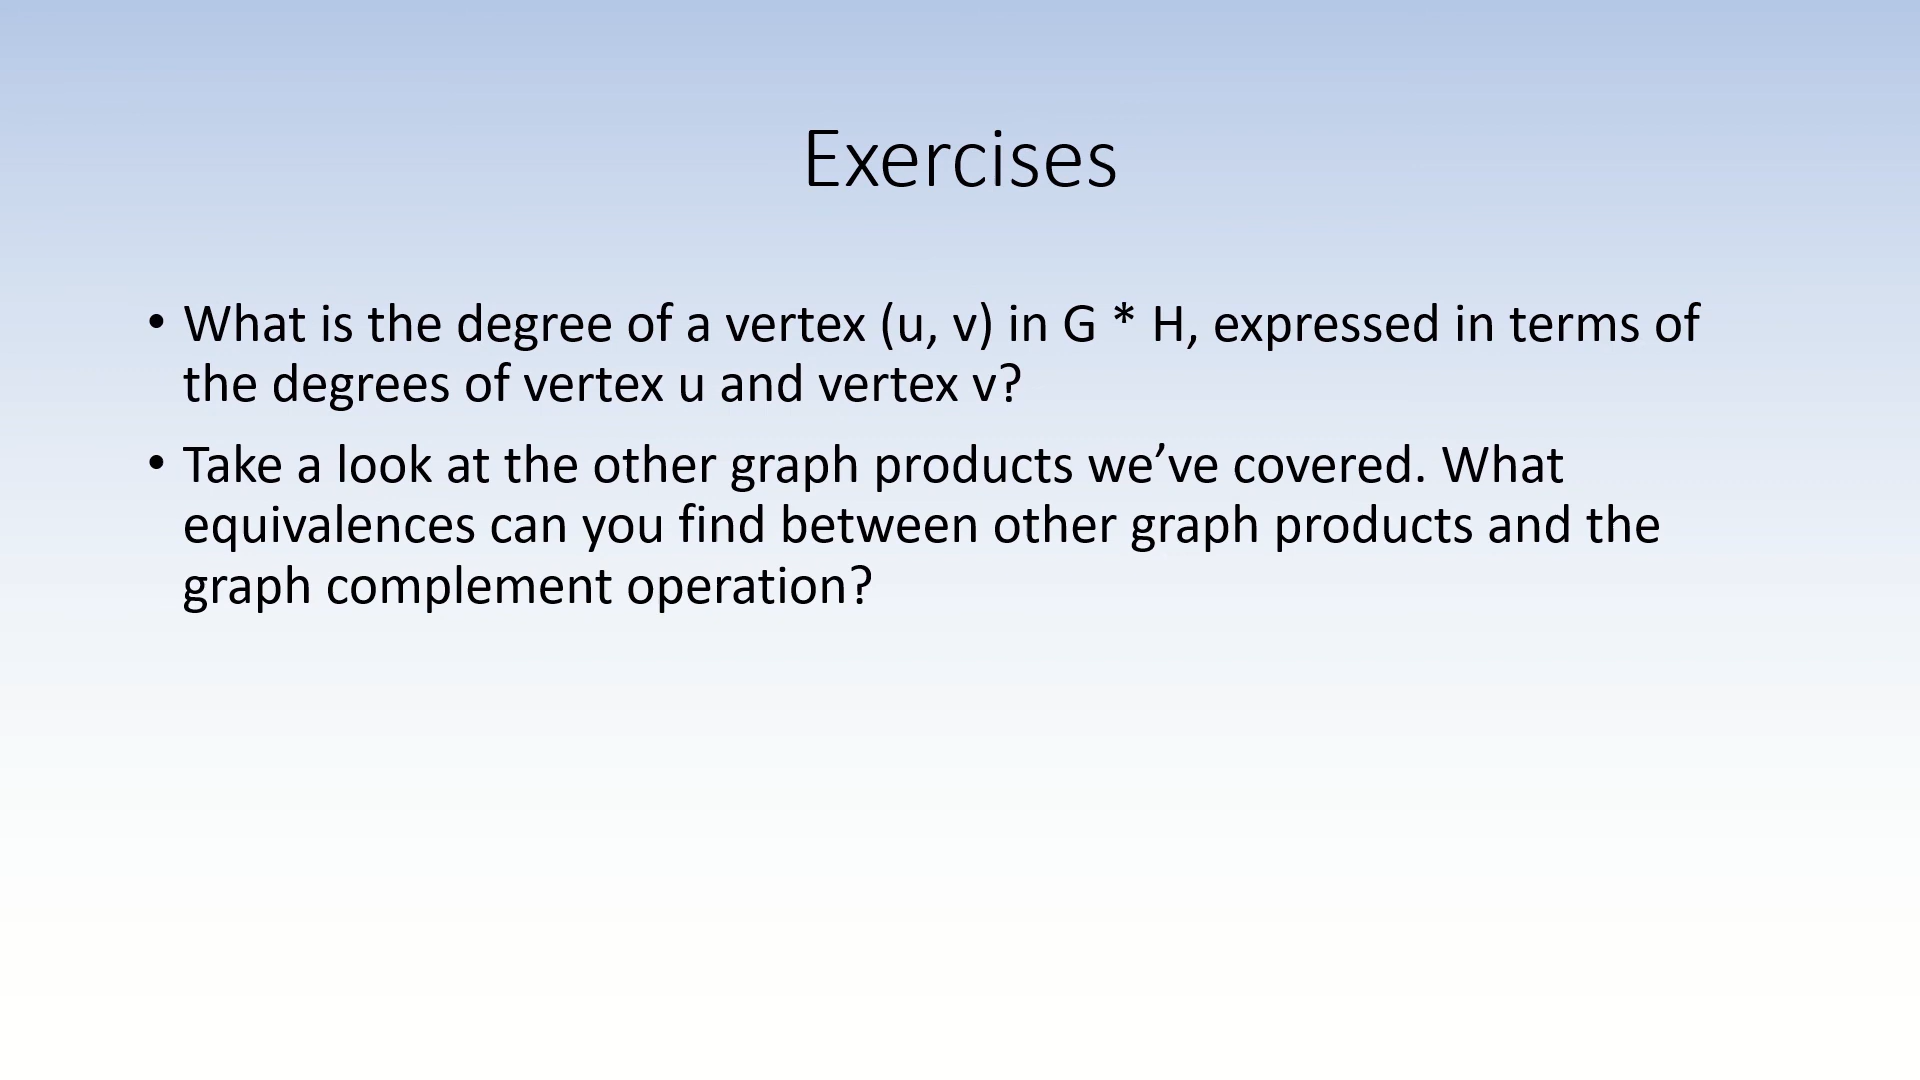 Exercises
• What is the degree of a vertex (u, v) in G * H, expressed in terms of
the degrees of vertex u and vertex v?
• Take a look at the other graph products we’ve covered. What
equivalences can you find between other graph products and the
graph complement operation?